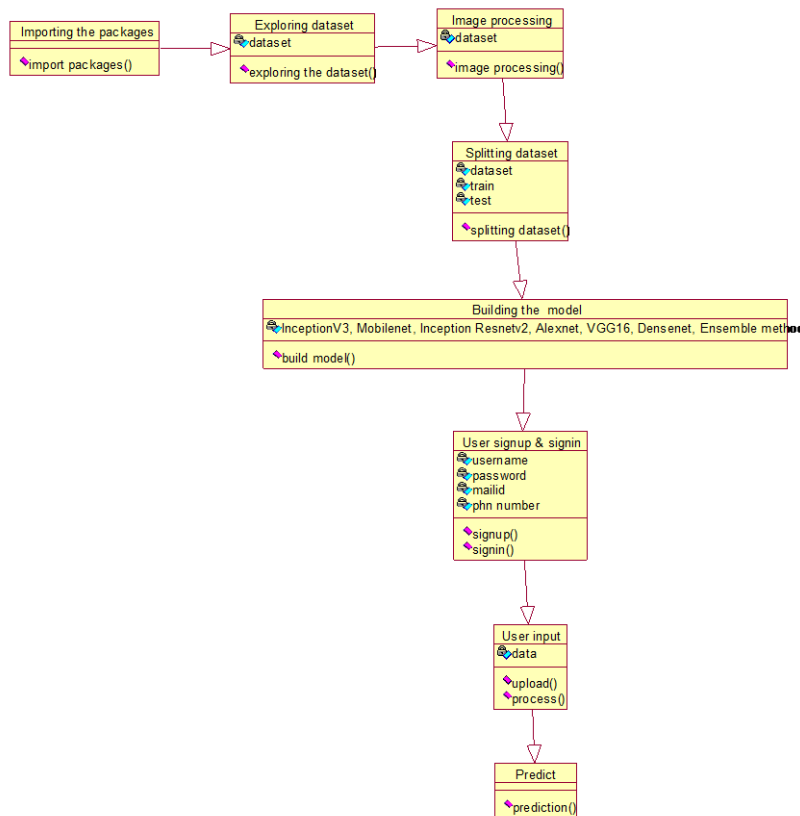 Importing the packages
import packages()
Exploring dataset
dataset
exploring the dataset()
Image processing
dataset
image processing()
Splitting dataset
dataset
train
test
splitting dataset()
Building the model
InceptionV3, Mobilenet, Inception Resnetv2, Alexnet, VGG16, Densenet, Ensemble
build model()
User signup & signin
username
password
mailid
phn number
signup()
signin()
User input
data
upload()
process()
Predict
prediction()